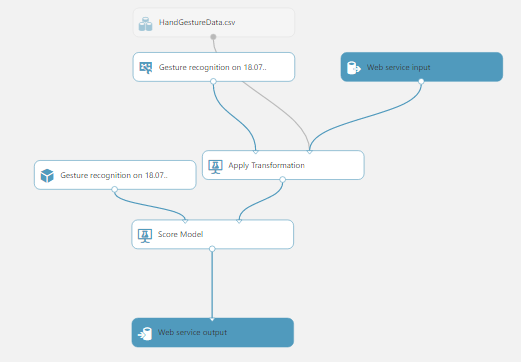 HandGestureData.csv
Gesture recognition on 18.07..
Web service input
Apply Transformation
Gesture recognition on 18.07..
Score Model
Web service output